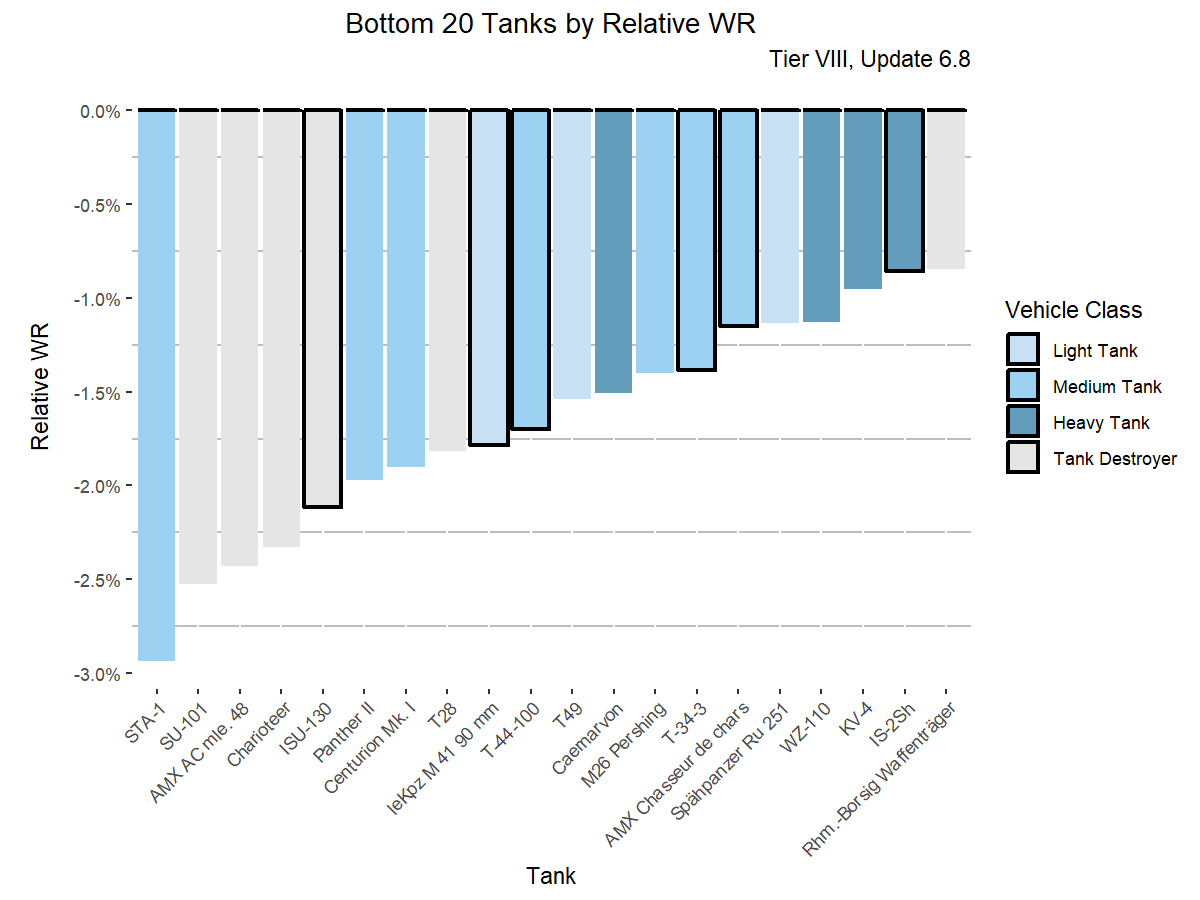 Bottom 20 Tanks by Relative WR
Tier VIII, Update 6.8
Relative WR
0.0%
-0.5%
-1.0%
-1.5%
-2.0%
-2.5%
-3.0%
STA-1
SU-101
AMX AC mle. 48
Charioteer
ISU-130
Panther II
Centurion Mk. I
T28
leKpz M 41 90 mm
T-44-100
T49
Caernarvon
M26 Pershing
T-34-3
AMX Chasseur de chars
Spähpanzer Ru 251
WZ-110
KV-4
IS-2Sh
Rhm.-Borsig Waffenträger
Tank
Vehicle Class
Light Tank
Medium Tank
Heavy Tank
Tank Destroyer